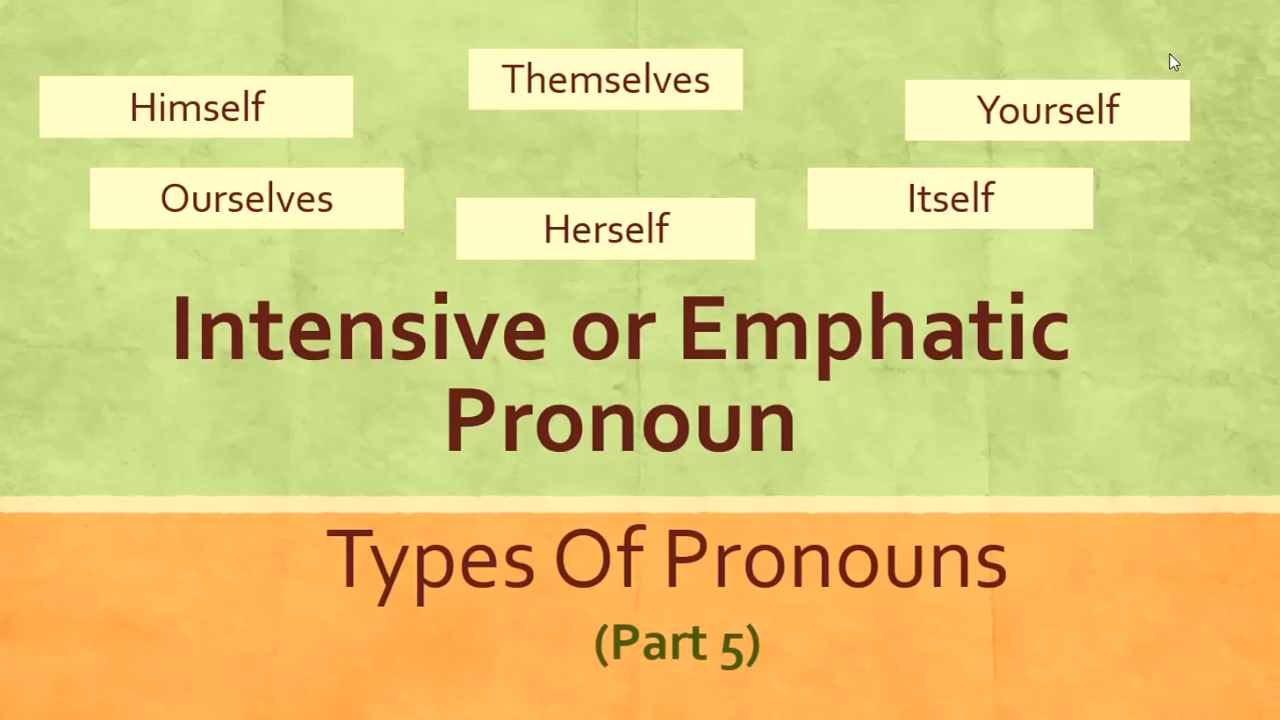 Himself
Themselves
Yourself
Ourselves
Herself
Itself
Intensive or Emphatic
Pronoun
Types Of Pronouns
(Part 5)